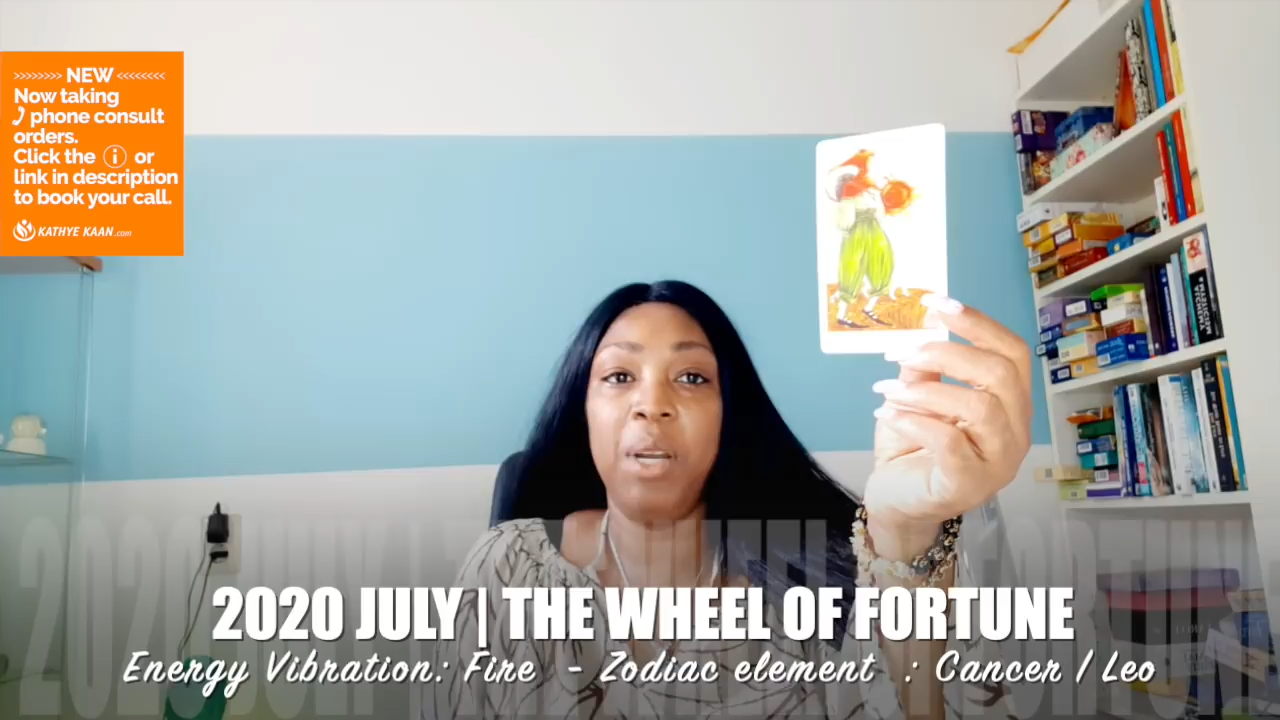 >>>>>>>> NEW <<<<<<<<
Now taking
phone consult
orders.
Click the i or
link in description
to book your call.
KATHYE KAAN.com
2020 JULY | THE WHEEL OF FORTUNE
Energy Vibration: Fire - Zodiac element : Cancer / Leo